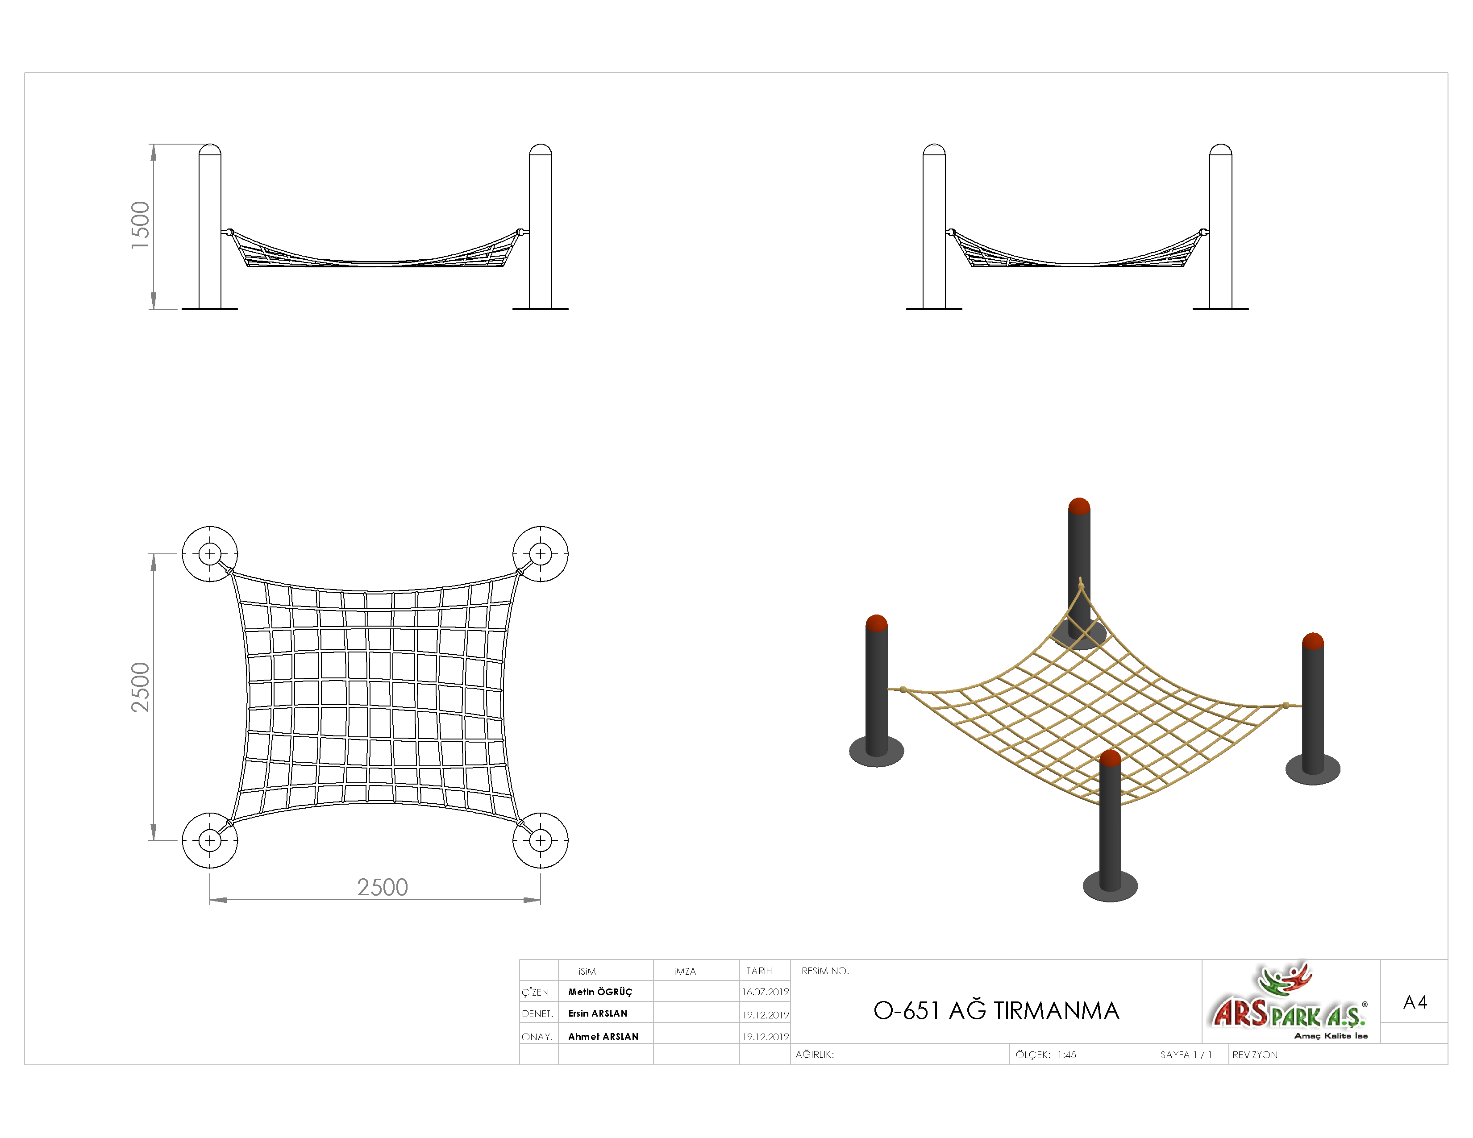 1500
2500
2500
İSİM İMZA TARİH RESİM NO.
ÇİZEN. Metin ÖGRÜÇ 16.07.2019
DENET. Ersin ARSLAN 19.12.2019
ONAY. Ahmet ARSLAN 19.12.2019
O-651 AĞ TIRMANMA
ARSPARK A.Ş.®
Amaç Kalite İse
A4
AĞIRLIK: ÖLÇEK: 1:45 SAYFA 1 / 1 REVİZYON